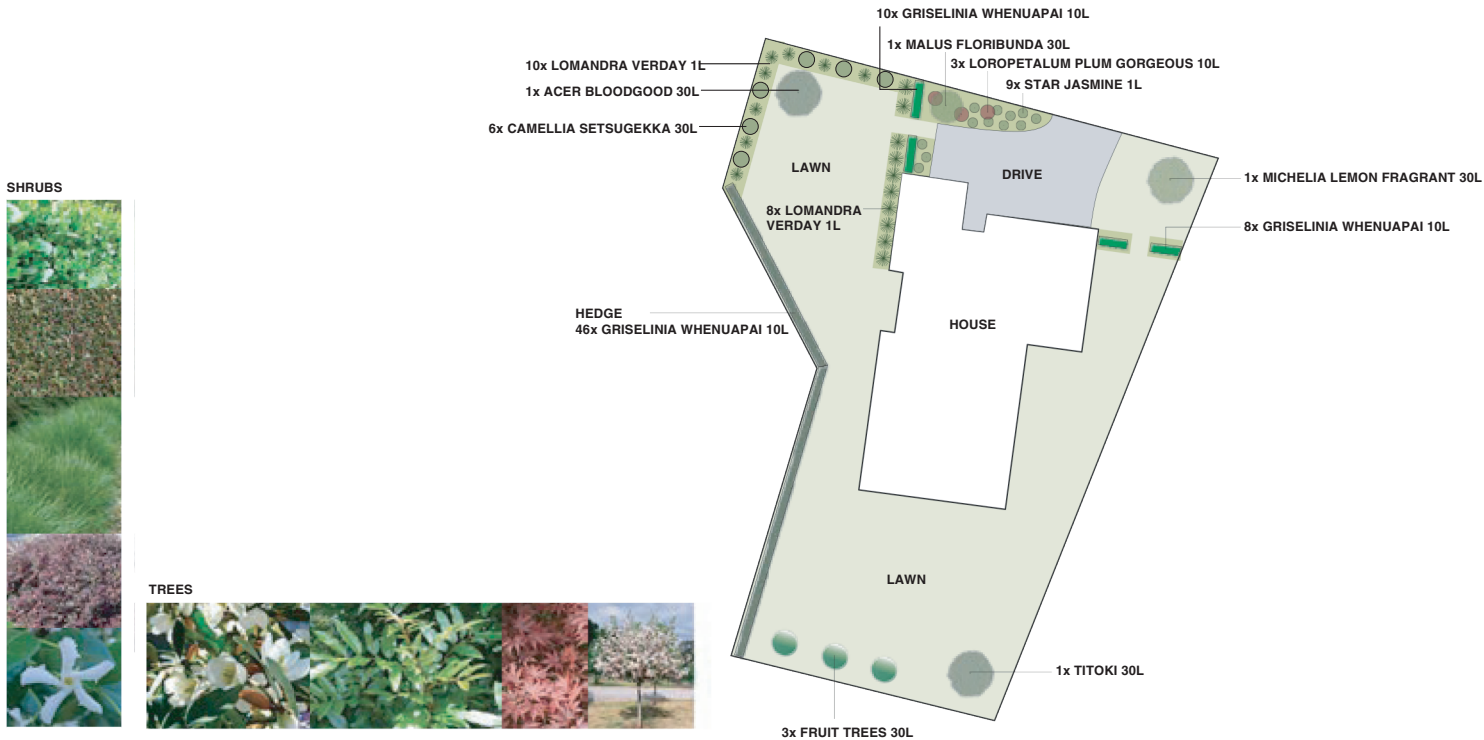 10x GRISELINIA WHENUAPAI 10L
1x MALUS FLORIBUNDA 30L
3x LOROPETALUM PLUM GORGEOUS 10L
9x STAR JASMINE 1L
10x LOMANDRA VERDAY 1L
1x ACER BLOODGOOD 30L
6x CAMELLIA SETSUGEKKA 30L
LAWN
DRIVE
1x MICHELIA LEMON FRAGRANT 30L
SHRUBS
8x LOMANDRA
VERDAY 1L
8x GRISELINIA WHENUAPAI 10L
HEDGE
46x GRISELINIA WHENUAPAI 10L
HOUSE
LAWN
TREES
1x TITOKI 30L
3x FRUIT TREES 30L